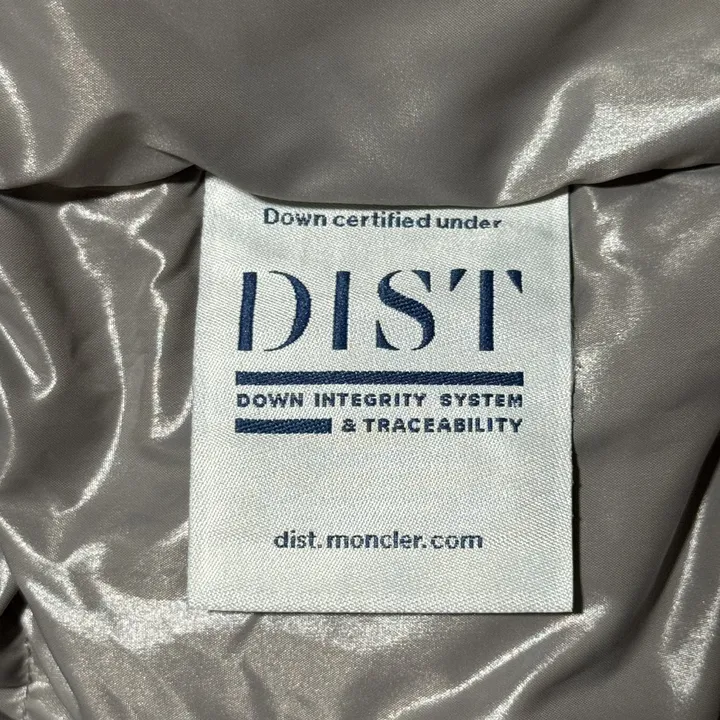 Down certified under
DIST
DOWN INTEGRITY SYSTEM
& TRACEABILITY
dist.moncler.com